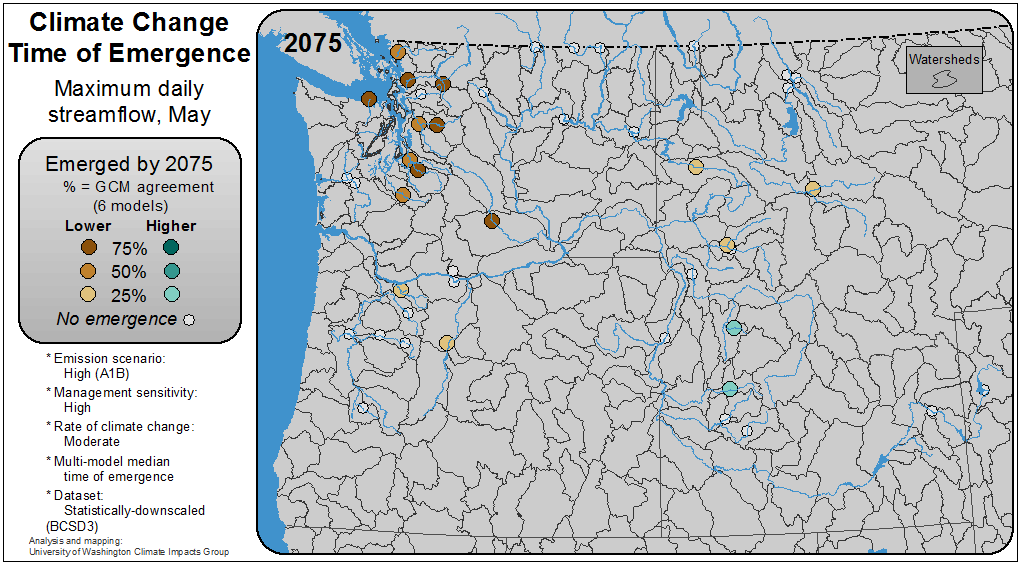 Climate Change
Time of Emergence
Maximum daily
streamflow, May
Emerged by 2075
% = GCM agreement
(6 models)
Lower Higher
75%
50%
25%
No emergence
* Emission scenario:
High (A1B)
* Management sensitivity:
High
* Rate of climate change:
Moderate
* Multi-model median
time of emergence
* Dataset:
Statistically-downscaled
(BCSD3)
Analysis and mapping:
University of Washington Climate Impacts Group
2075
Watersheds